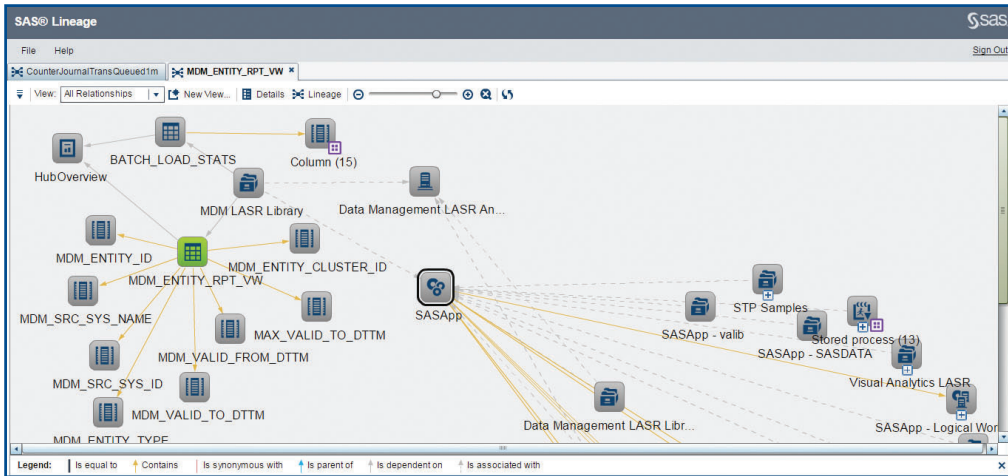 SAS® Lineage
§sas
File Help Sign Out
CounterJournalTransQueued1m MDM_ENTITY_RPT_VW ×
View: All Relationships New View... Details Lineage
BATCH_LOAD_STATS
Column (15)
HubOverview
MDM LASR Library
Data Management LASR An...
MDM_ENTITY_ID
MDM_ENTITY_CLUSTER_ID
MDM_ENTITY_RPT_VW
MDM_SRC_SYS_NAME
MAX_VALID_TO_DTTM
MDM_VALID_FROM_DTTM
MDM_SRC_SYS_ID
MDM_VALID_TO_DTTM
MDM_ENTITY_TYPE
SASApp
STP Samples
SASApp - valib
Stored process (13)
SASApp - SASDATA
Visual Analytics LASR
Data Management LASR Libr...
SASApp - Logical Wor
Legend: Is equal to Contains Is synonymous with Is parent of Is dependent on Is associated with ×